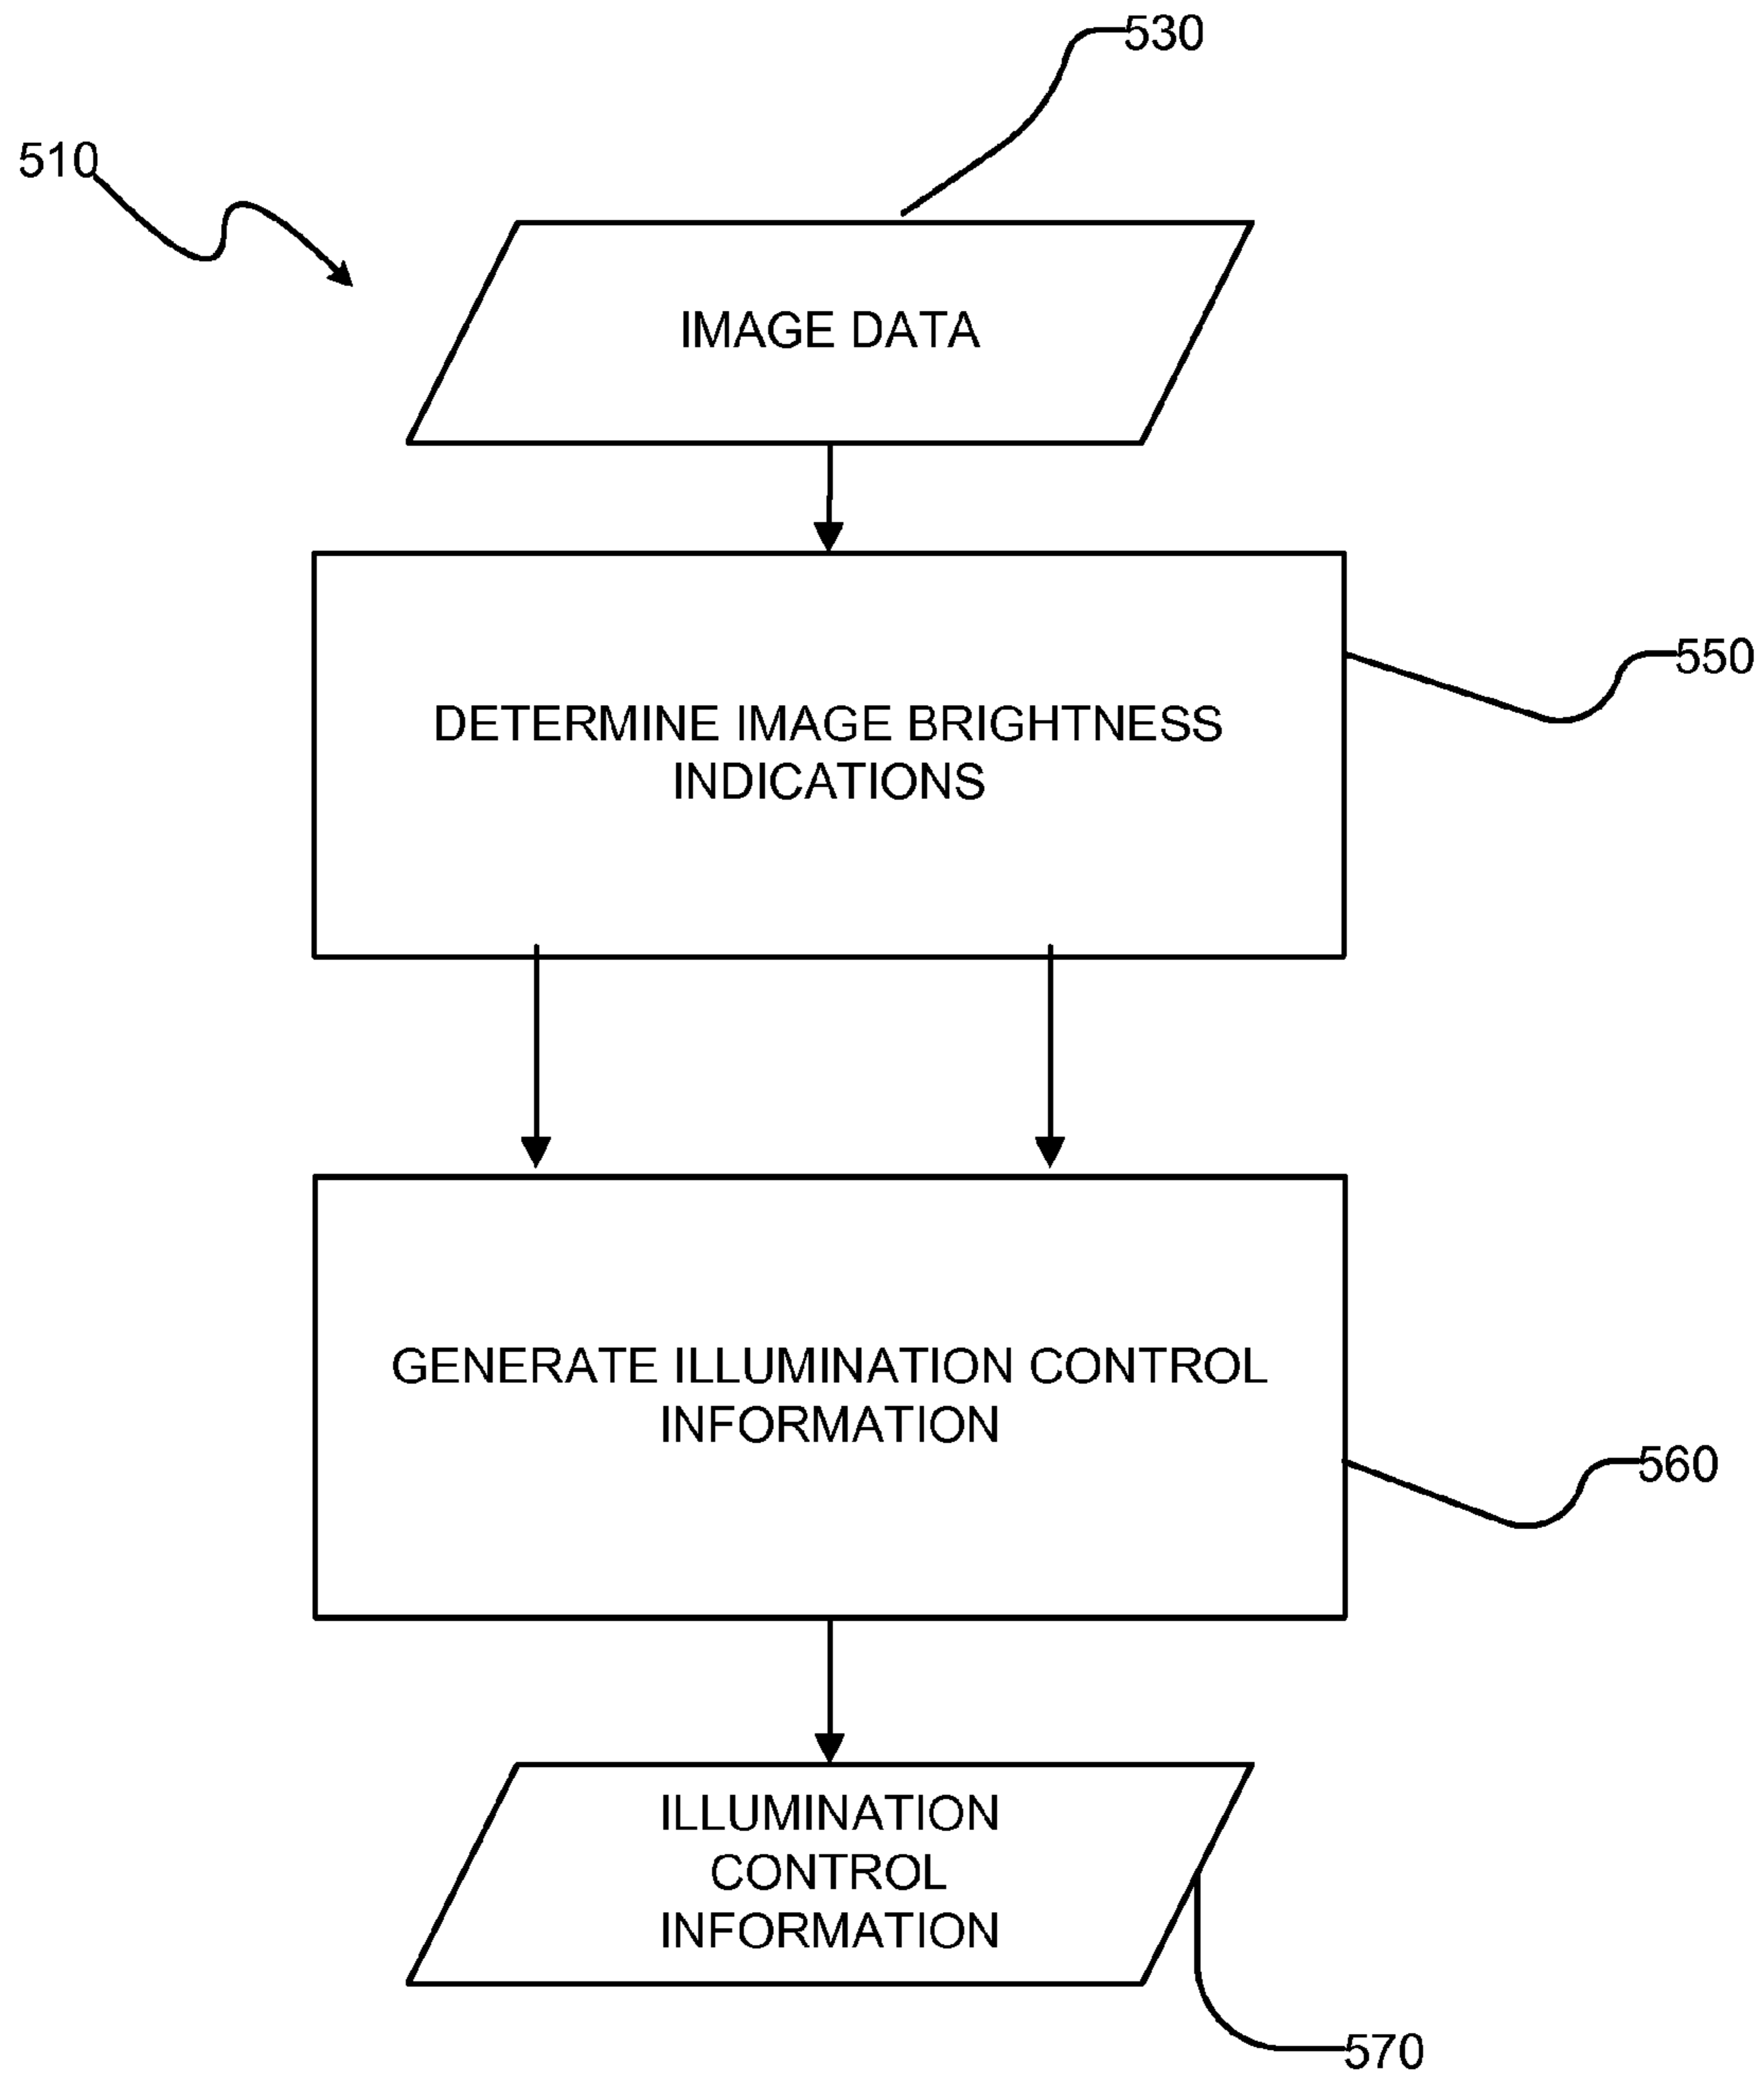 530
510
IMAGE DATA
550
DETERMINE IMAGE BRIGHTNESS
INDICATIONS
GENERATE ILLUMINATION CONTROL
INFORMATION
560
ILLUMINATION
CONTROL
INFORMATION
570